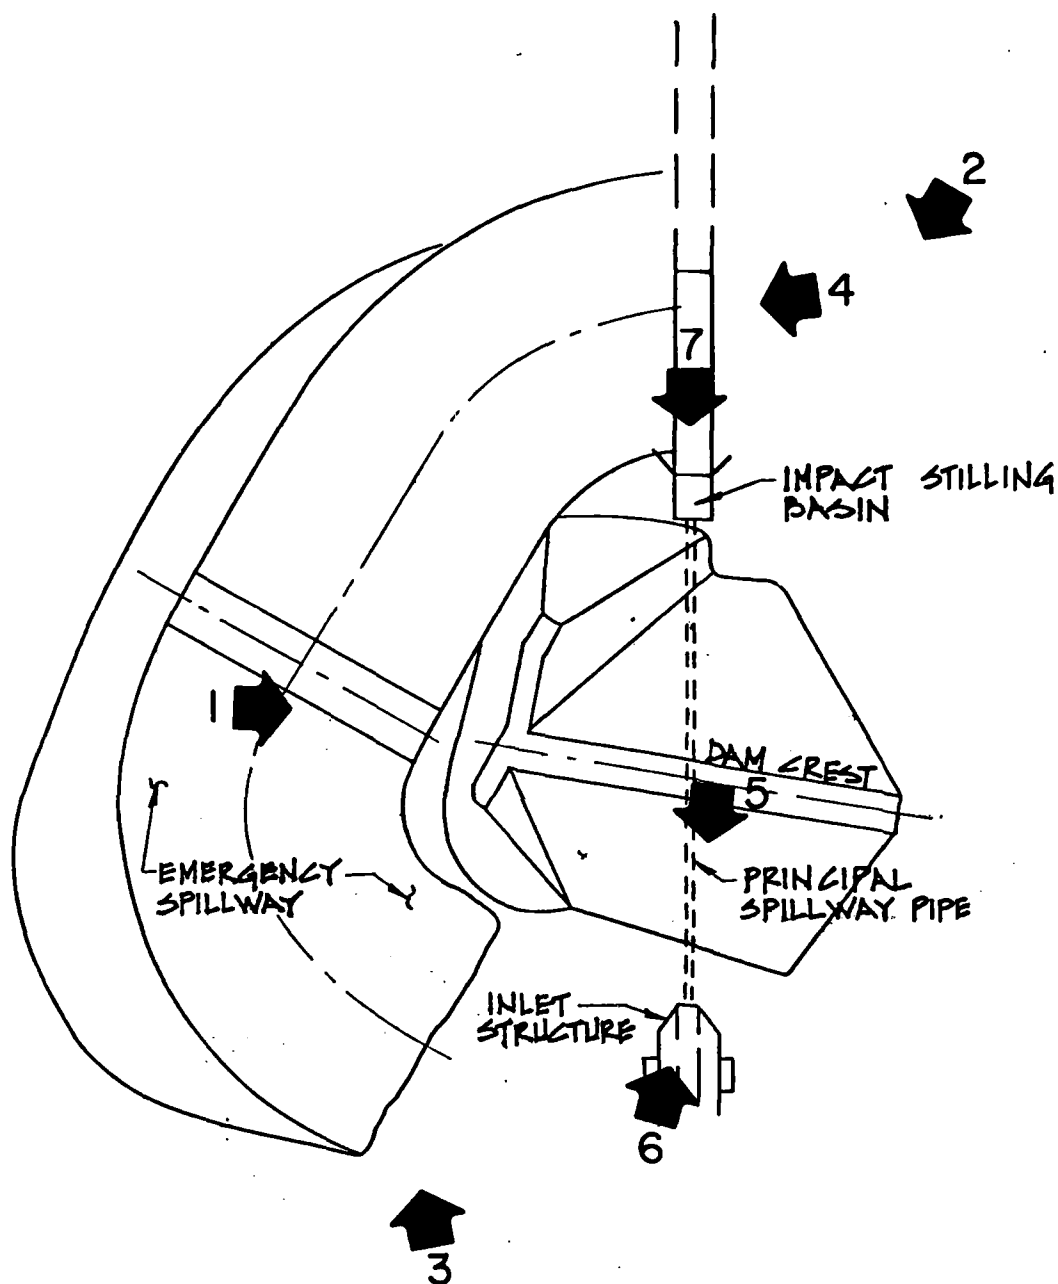 2
4
7
IMPACT STILLING
BASIN
1
DAM CREST
5
EMERGENCY
SPILLWAY
PRINCIPAL
SPILLWAY PIPE
INLET
STRUCTURE
6
3